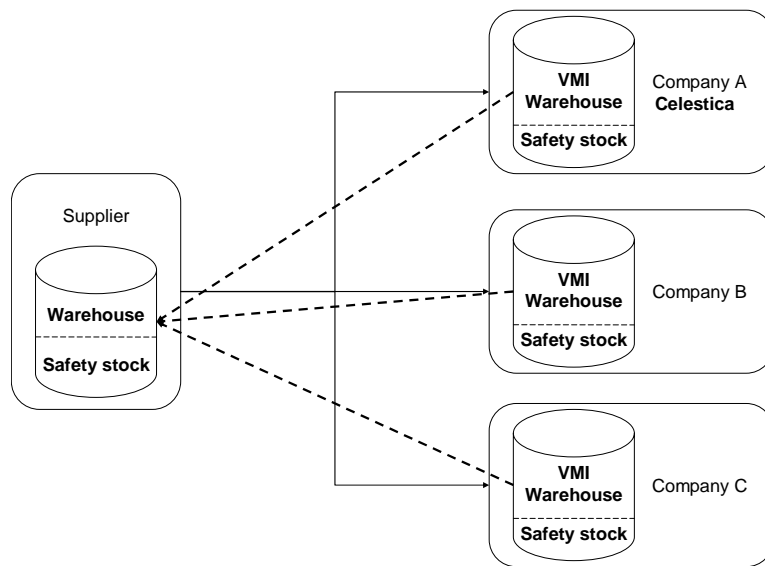 VMI
Warehouse
Safety stock
Company A
Celestica
Supplier
Warehouse
Safety stock
VMI
Warehouse
Safety stock
Company B
VMI
Warehouse
Safety stock
Company C